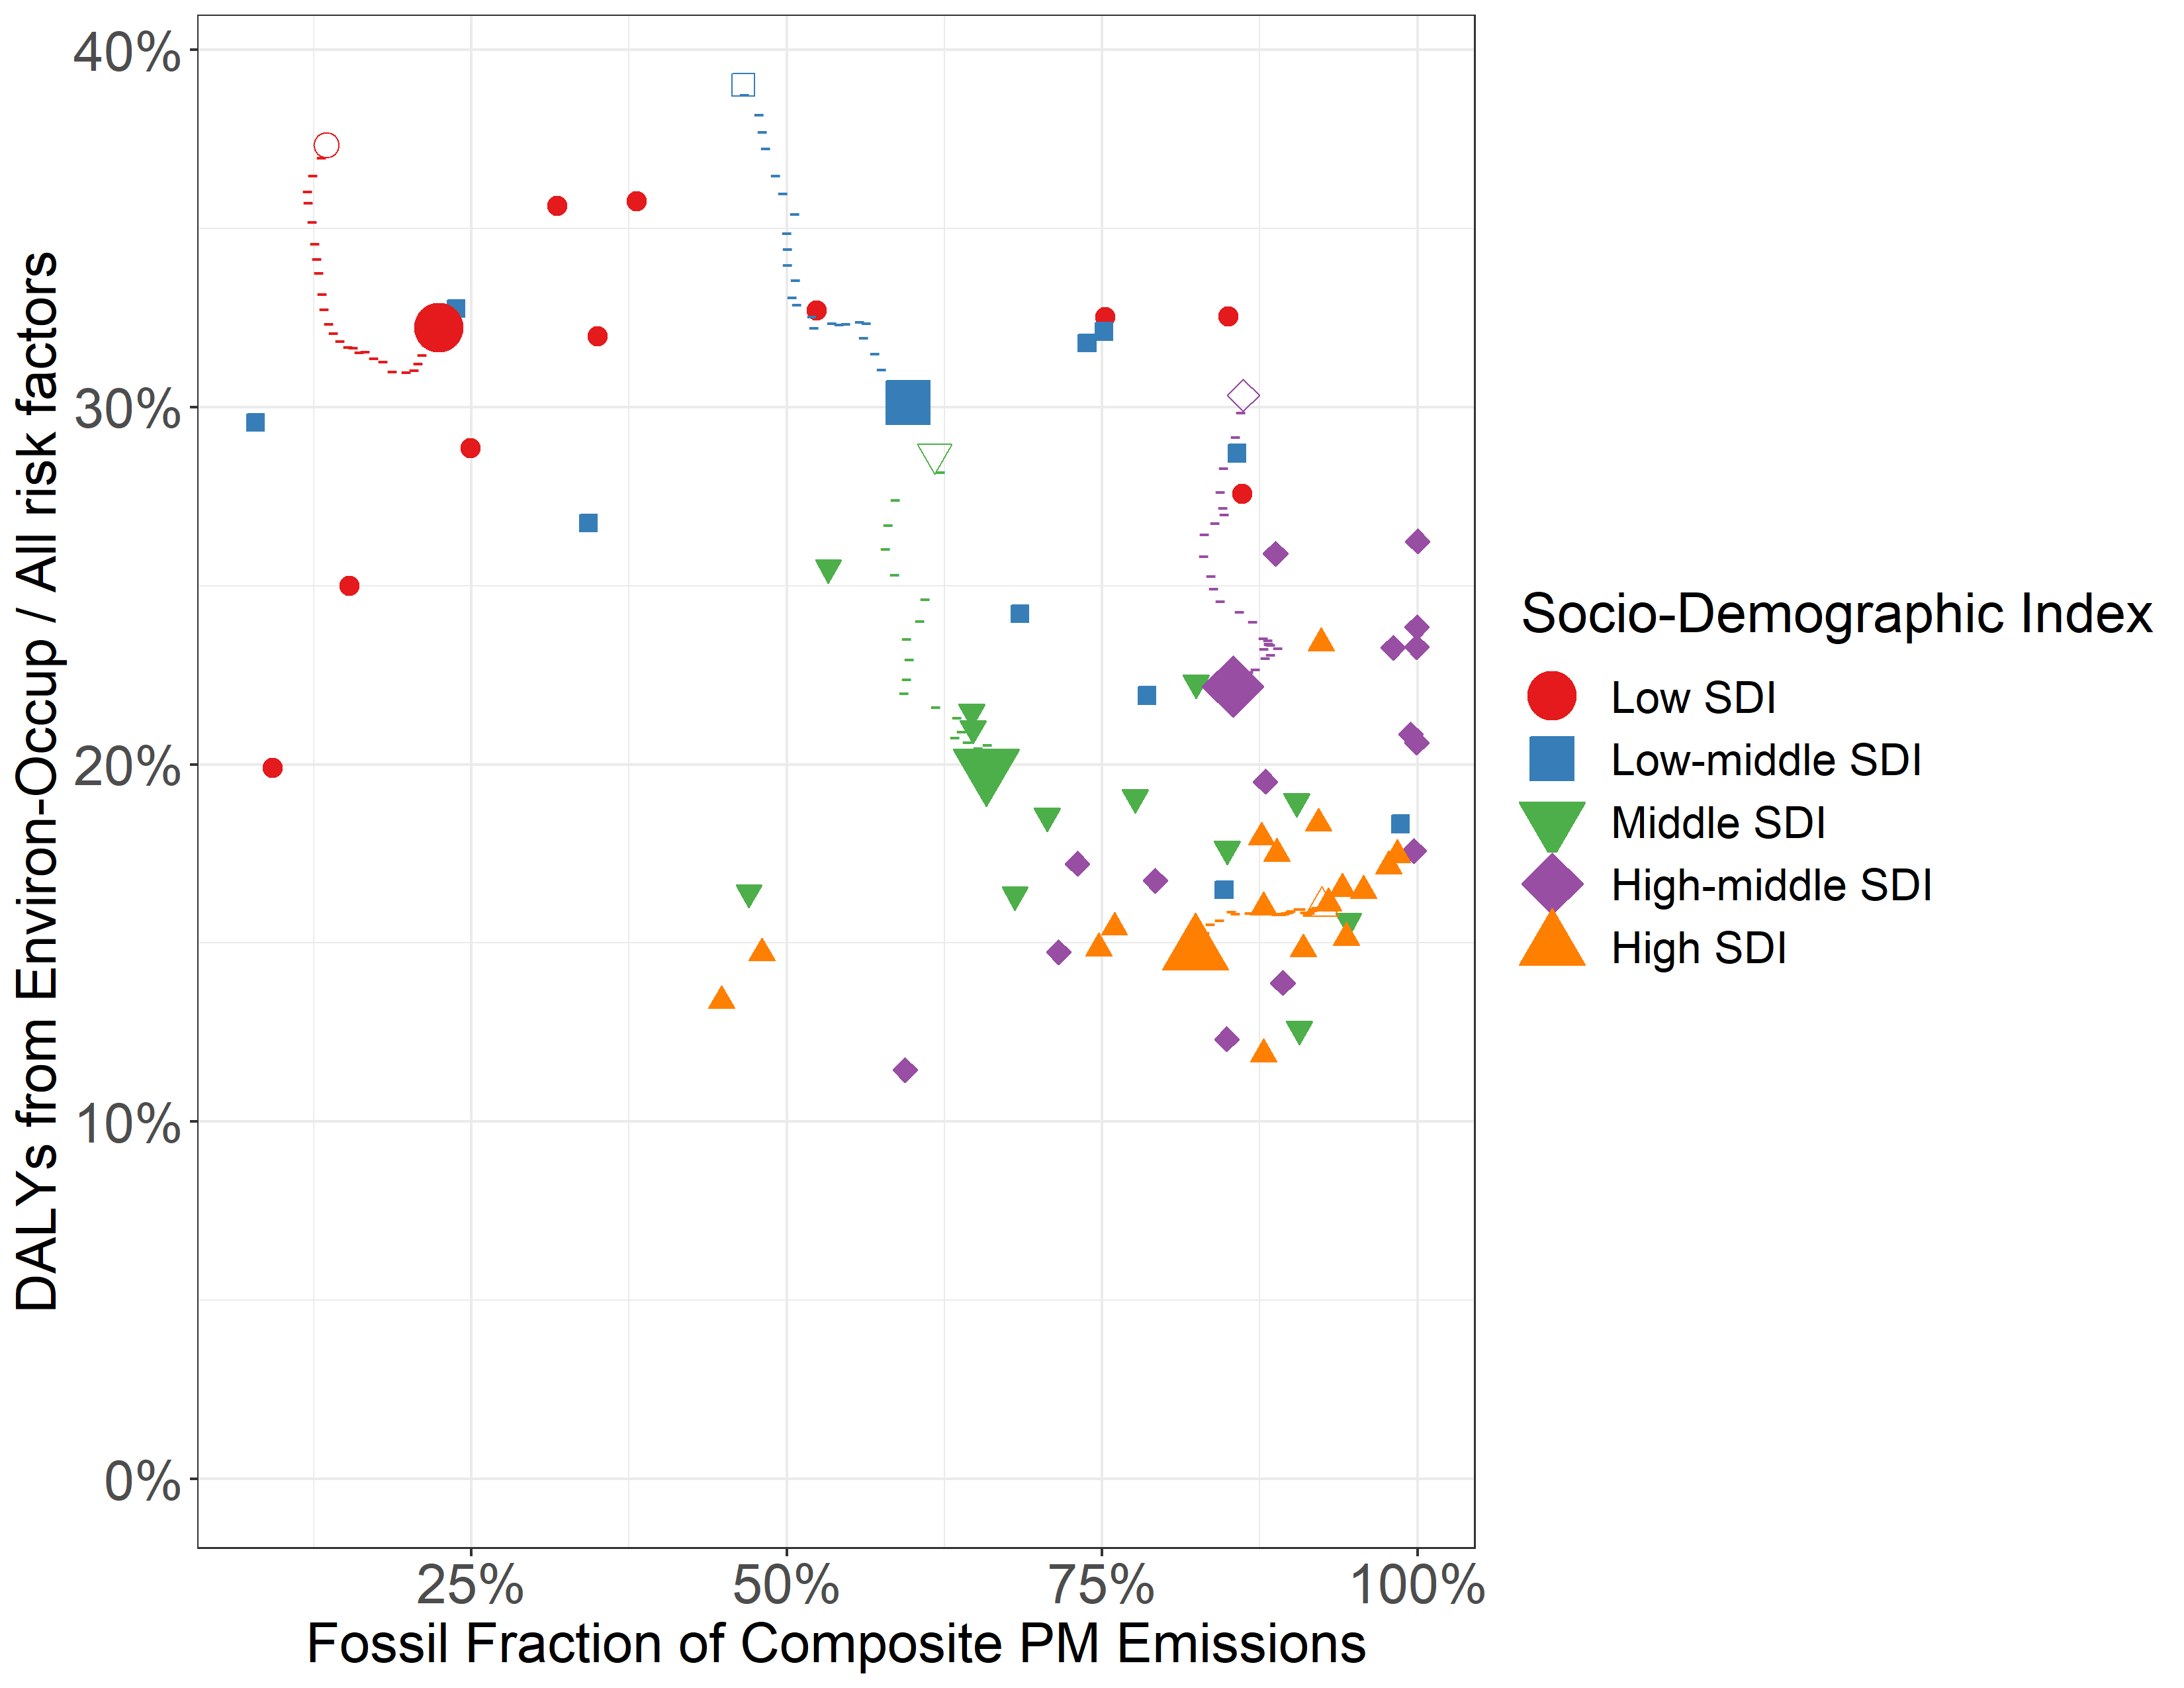 DALYs from Environ-Occup / All risk factors
40%
30%
20%
10%
0%
25% 50% 75% 100%
Fossil Fraction of Composite PM Emissions
Socio-Demographic Index
Low SDI
Low-middle SDI
Middle SDI
High-middle SDI
High SDI